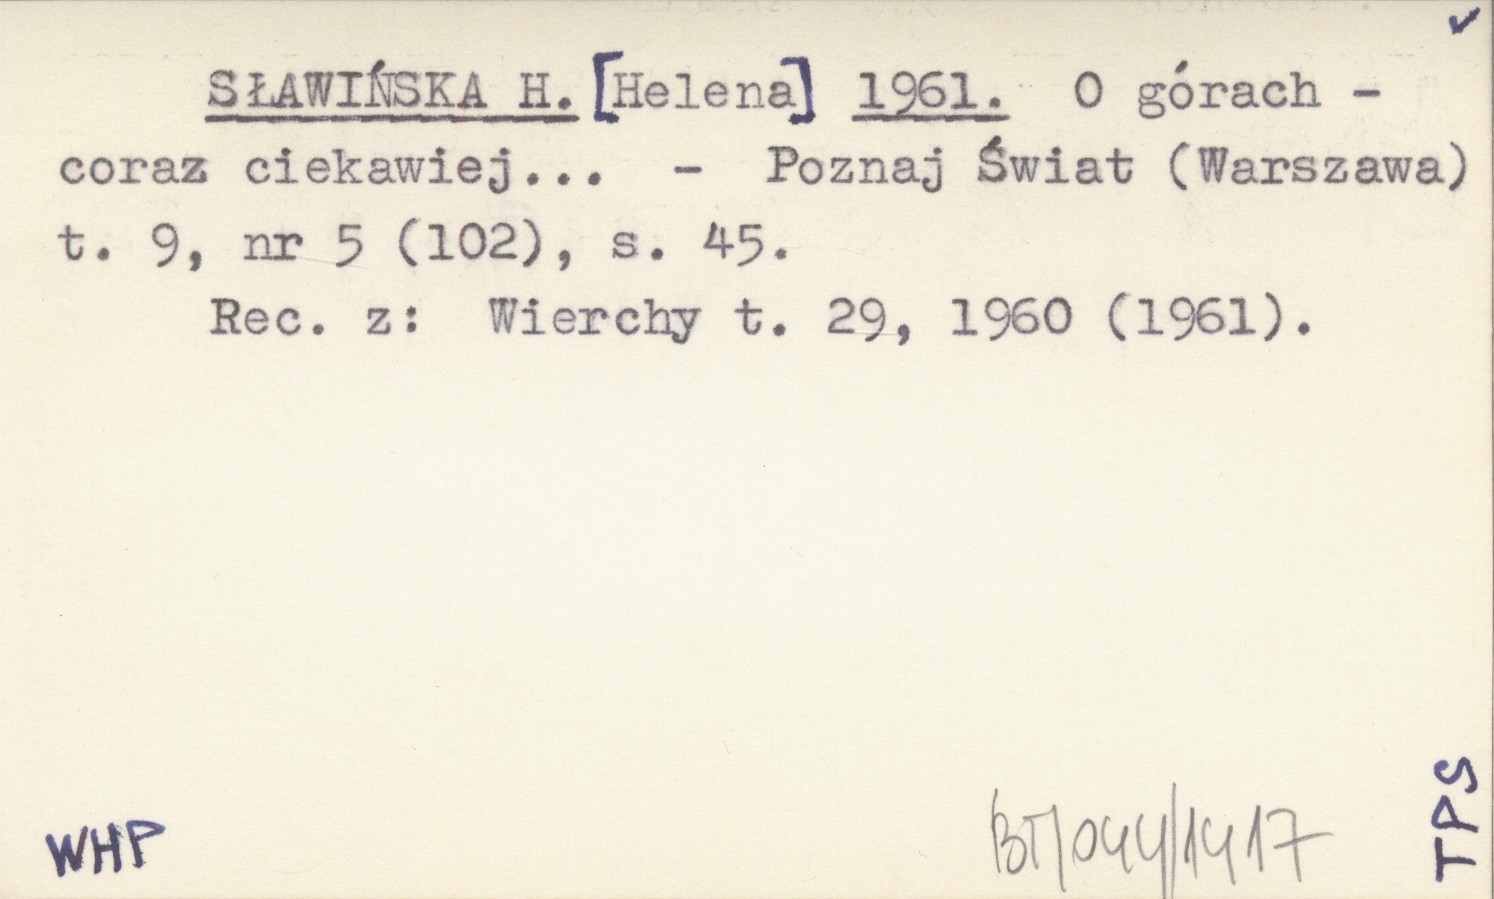 SŁAWIŃSKA H. [Helena] 1961. O górach -
coraz ciekawiej... - Poznaj Świat (Warszawa)
t. 9, nr 5 (102), s. 45.
Rec. z: Wierchy t. 29, 1960 (1961).
WHP
BT/044/1417
TPS